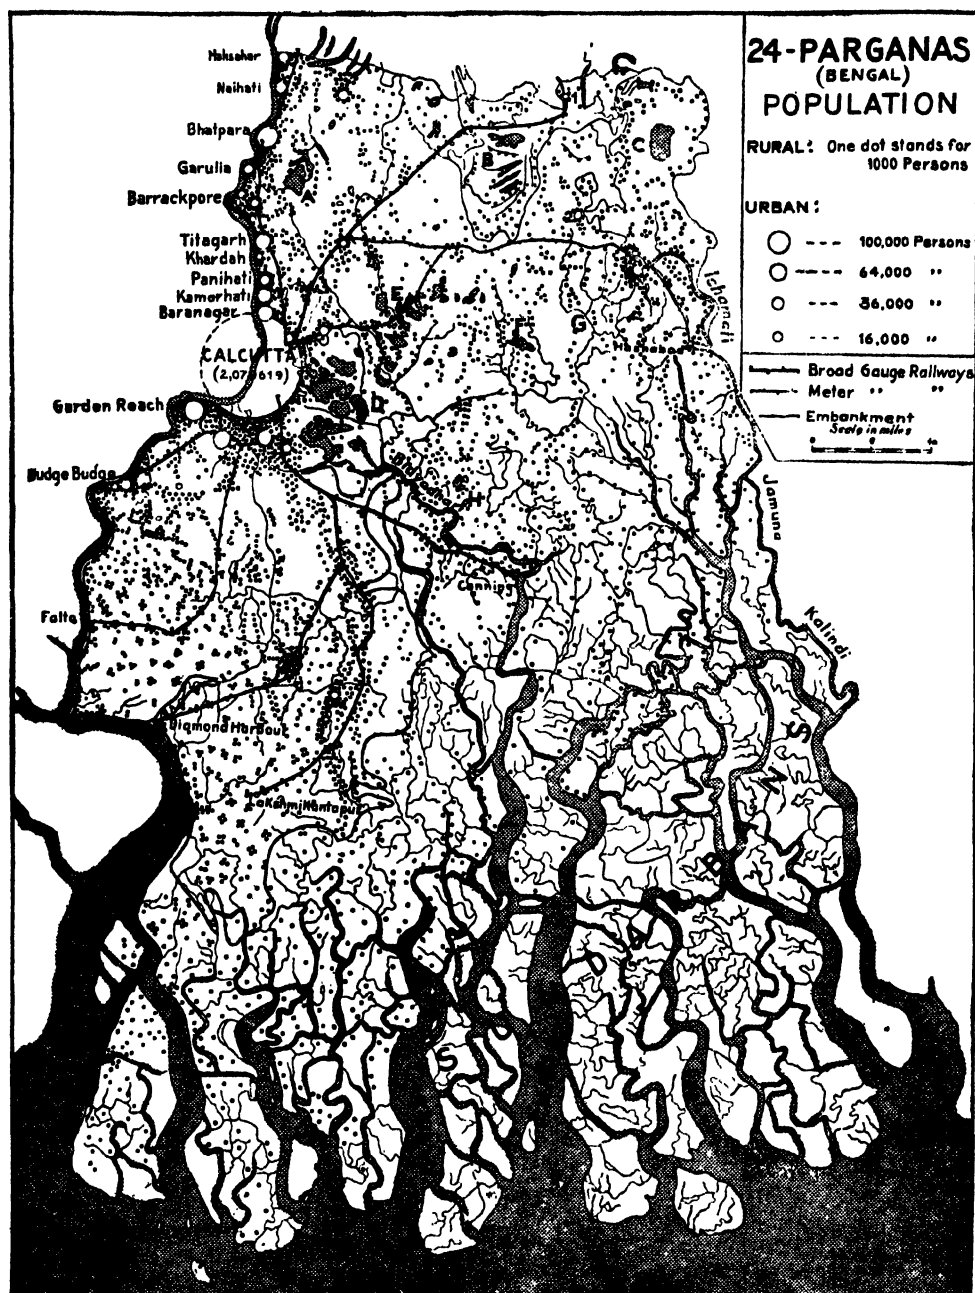 24-PARGANAS
(BENGAL)
POPULATION
RURAL: One dot stands for
1000 Persons
URBAN:
100,000 Persons
64,000 "
36,000 "
16,000 "
Broad Gauge Railways
Meter " "
Embankment
Scale in miles
Naihati
Bhatpara
Garulia
Barrackpore
Titagarh
Khardah
Panihati
Kamarhati
Baranagar
CALCUTTA
Garden Reach
Budge Budge
Falta
Diamond Harbour
Lakshmikantapur
Canning
Ichamati
Jamuna
Kalindi
A
B
C
D
E
F
G
H
S U N D A R B A N S